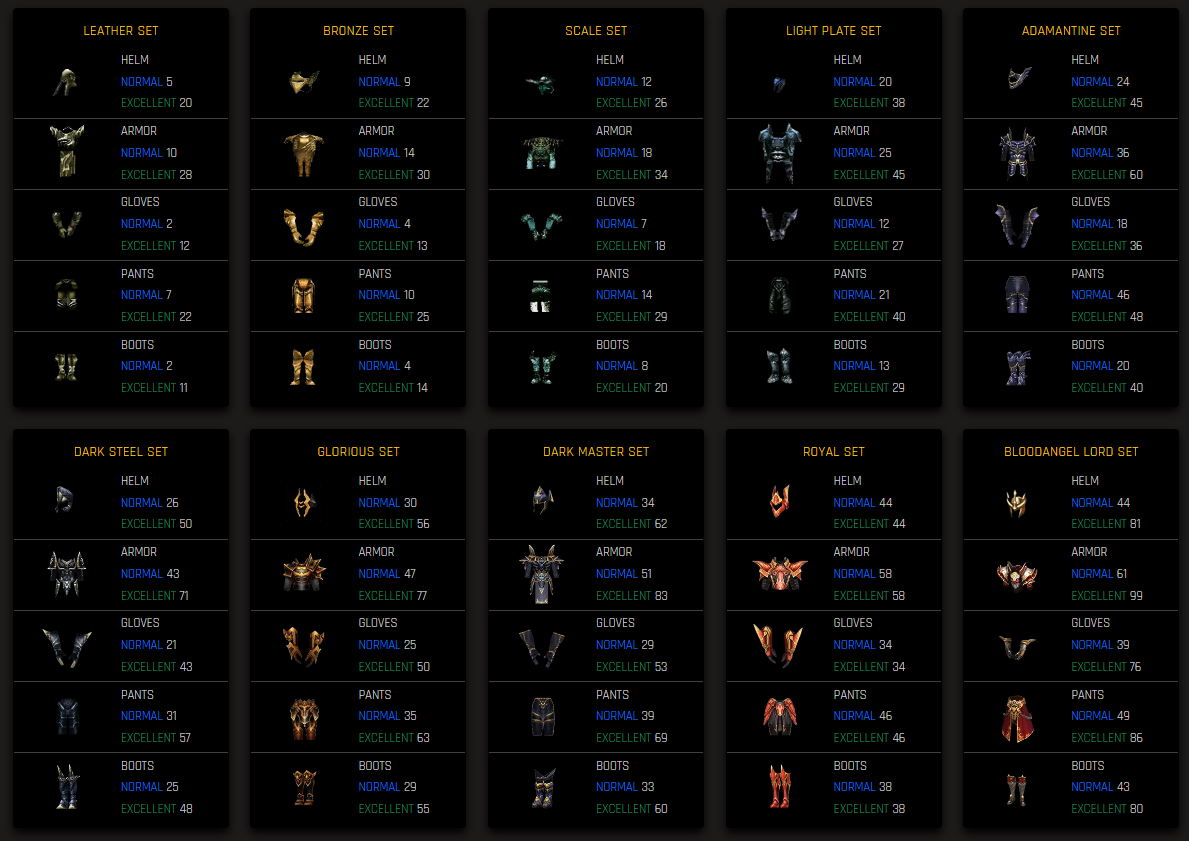 LEATHER SET
HELM
NORMAL 5
EXCELLENT 20
ARMOR
NORMAL 10
EXCELLENT 28
GLOVES
NORMAL 2
EXCELLENT 12
PANTS
NORMAL 7
EXCELLENT 22
BOOTS
NORMAL 2
EXCELLENT 11
BRONZE SET
HELM
NORMAL 9
EXCELLENT 22
ARMOR
NORMAL 14
EXCELLENT 30
GLOVES
NORMAL 4
EXCELLENT 13
PANTS
NORMAL 10
EXCELLENT 25
BOOTS
NORMAL 4
EXCELLENT 14
SCALE SET
HELM
NORMAL 12
EXCELLENT 26
ARMOR
NORMAL 18
EXCELLENT 34
GLOVES
NORMAL 7
EXCELLENT 18
PANTS
NORMAL 14
EXCELLENT 29
BOOTS
NORMAL 8
EXCELLENT 20
LIGHT PLATE SET
HELM
NORMAL 20
EXCELLENT 38
ARMOR
NORMAL 25
EXCELLENT 45
GLOVES
NORMAL 12
EXCELLENT 27
PANTS
NORMAL 21
EXCELLENT 40
BOOTS
NORMAL 13
EXCELLENT 29
ADAMANTINE SET
HELM
NORMAL 24
EXCELLENT 45
ARMOR
NORMAL 36
EXCELLENT 60
GLOVES
NORMAL 18
EXCELLENT 36
PANTS
NORMAL 46
EXCELLENT 48
BOOTS
NORMAL 20
EXCELLENT 40
DARK STEEL SET
HELM
NORMAL 26
EXCELLENT 50
ARMOR
NORMAL 43
EXCELLENT 71
GLOVES
NORMAL 21
EXCELLENT 43
PANTS
NORMAL 31
EXCELLENT 57
BOOTS
NORMAL 25
EXCELLENT 48
GLORIOUS SET
HELM
NORMAL 30
EXCELLENT 56
ARMOR
NORMAL 47
EXCELLENT 77
GLOVES
NORMAL 25
EXCELLENT 50
PANTS
NORMAL 35
EXCELLENT 63
BOOTS
NORMAL 29
EXCELLENT 55
DARK MASTER SET
HELM
NORMAL 34
EXCELLENT 62
ARMOR
NORMAL 51
EXCELLENT 83
GLOVES
NORMAL 29
EXCELLENT 53
PANTS
NORMAL 39
EXCELLENT 69
BOOTS
NORMAL 33
EXCELLENT 60
ROYAL SET
HELM
NORMAL 44
EXCELLENT 44
ARMOR
NORMAL 58
EXCELLENT 58
GLOVES
NORMAL 34
EXCELLENT 34
PANTS
NORMAL 46
EXCELLENT 46
BOOTS
NORMAL 38
EXCELLENT 38
BLOODANGEL LORD SET
HELM
NORMAL 44
EXCELLENT 81
ARMOR
NORMAL 61
EXCELLENT 99
GLOVES
NORMAL 39
EXCELLENT 76
PANTS
NORMAL 49
EXCELLENT 86
BOOTS
NORMAL 43
EXCELLENT 80